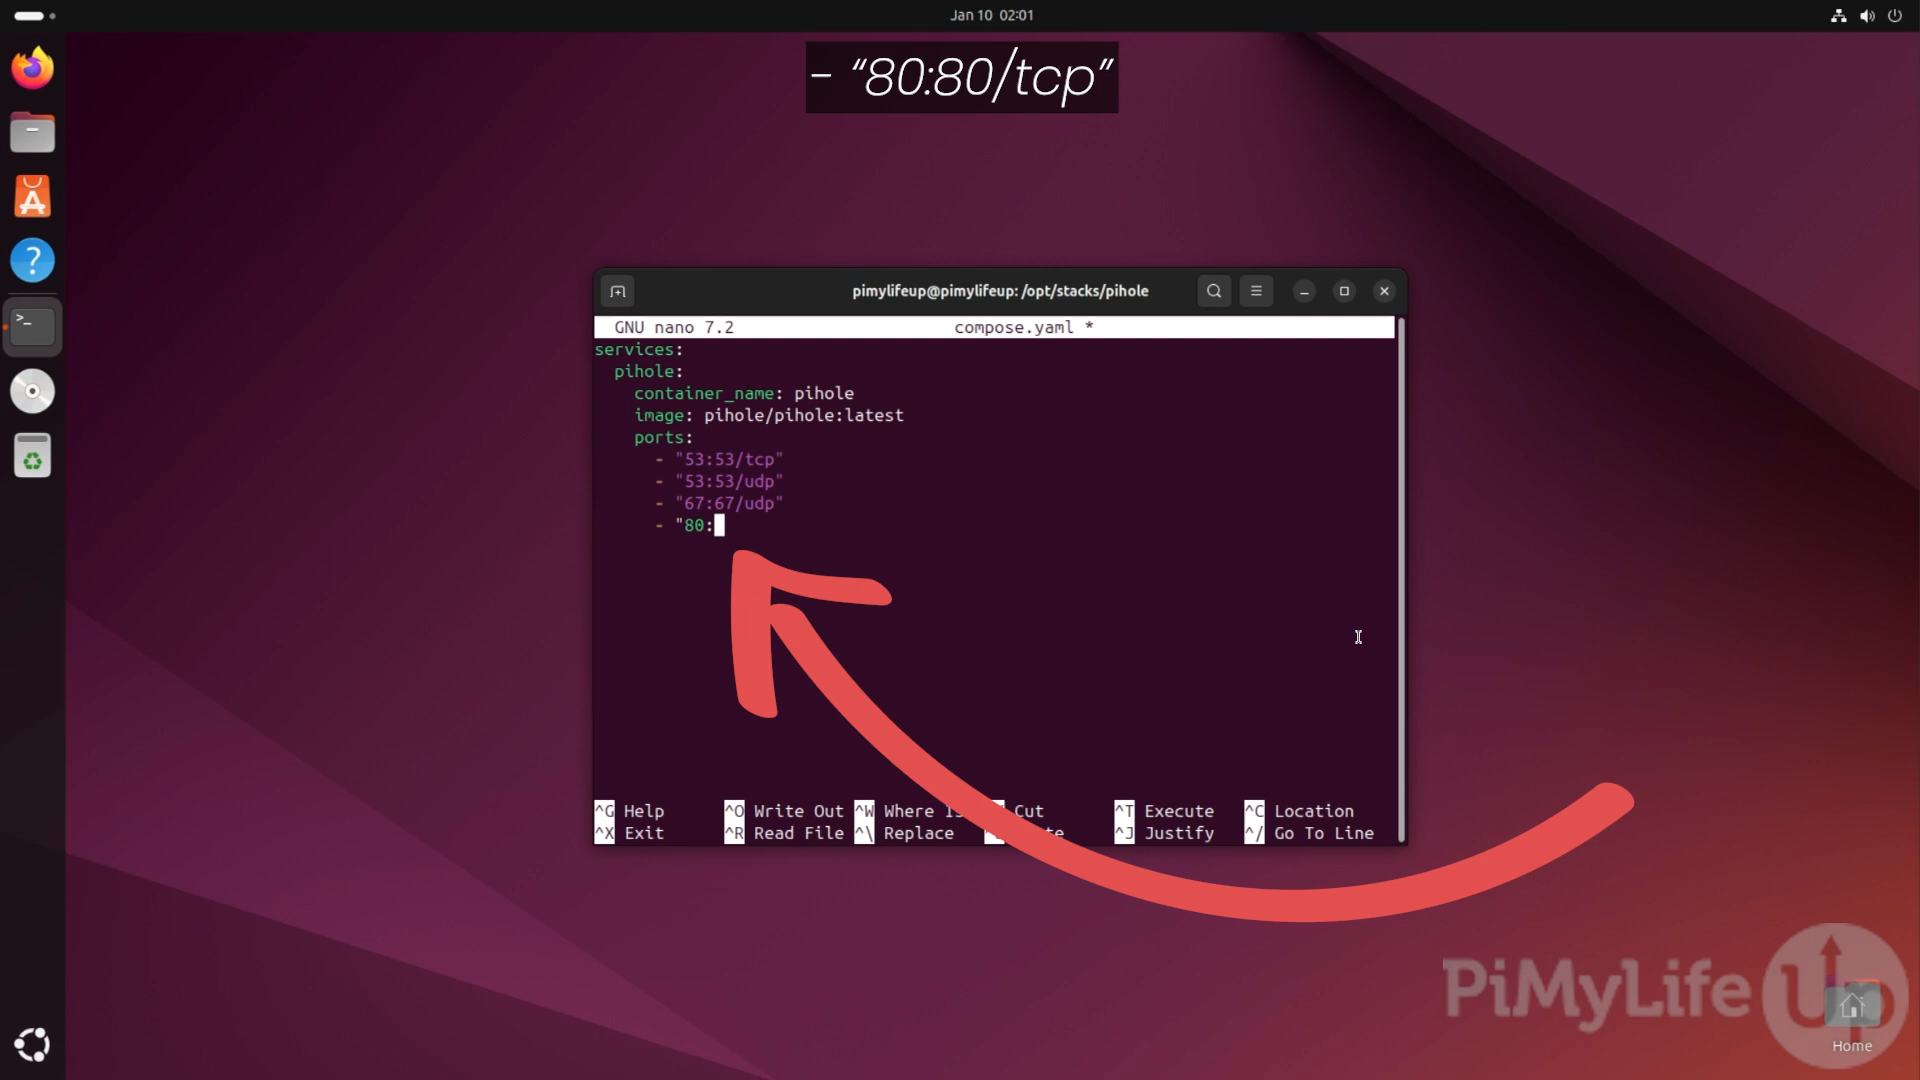 Jan 10 02:01
- “80:80/tcp”
pimylifeup@pimylifeup: /opt/stacks/pihole
GNU nano 7.2 compose.yaml *
services:
pihole:
container_name: pihole
image: pihole/pihole:latest
ports:
- "53:53/tcp"
- "53:53/udp"
- "67:67/udp"
- "80:
^G Help ^O Write Out ^W Where Cut ^T Execute ^C Location
^X Exit ^R Read File ^\ Replace ^J Justify ^/ Go To Line
PiMyLife up
Home